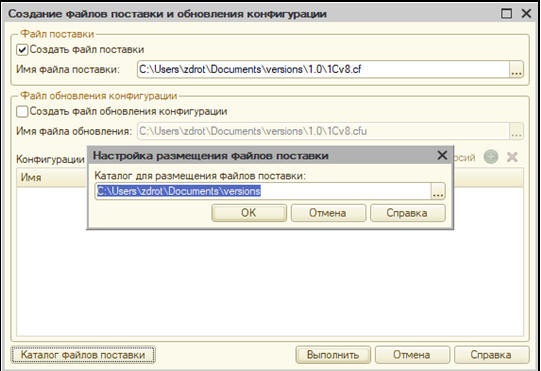 Создание файлов поставки и обновления конфигурации
Файл поставки
Создать файл поставки
Имя файла поставки: C:\Users\zdrot\Documents\versions\1.0\1Cv8.cf ...
Файл обновления конфигурации
Создать файл обновления конфигурации
Имя файла обновления: C:\Users\zdrot\Documents\versions\1.0\1Cv8.cfu ...
Конфигурации
Имя
Настройка размещения файлов поставки
Каталог для размещения файлов поставки:
C:\Users\zdrot\Documents\versions ...
OK Отмена Справка
Каталог файлов поставки Выполнить Отмена Справка